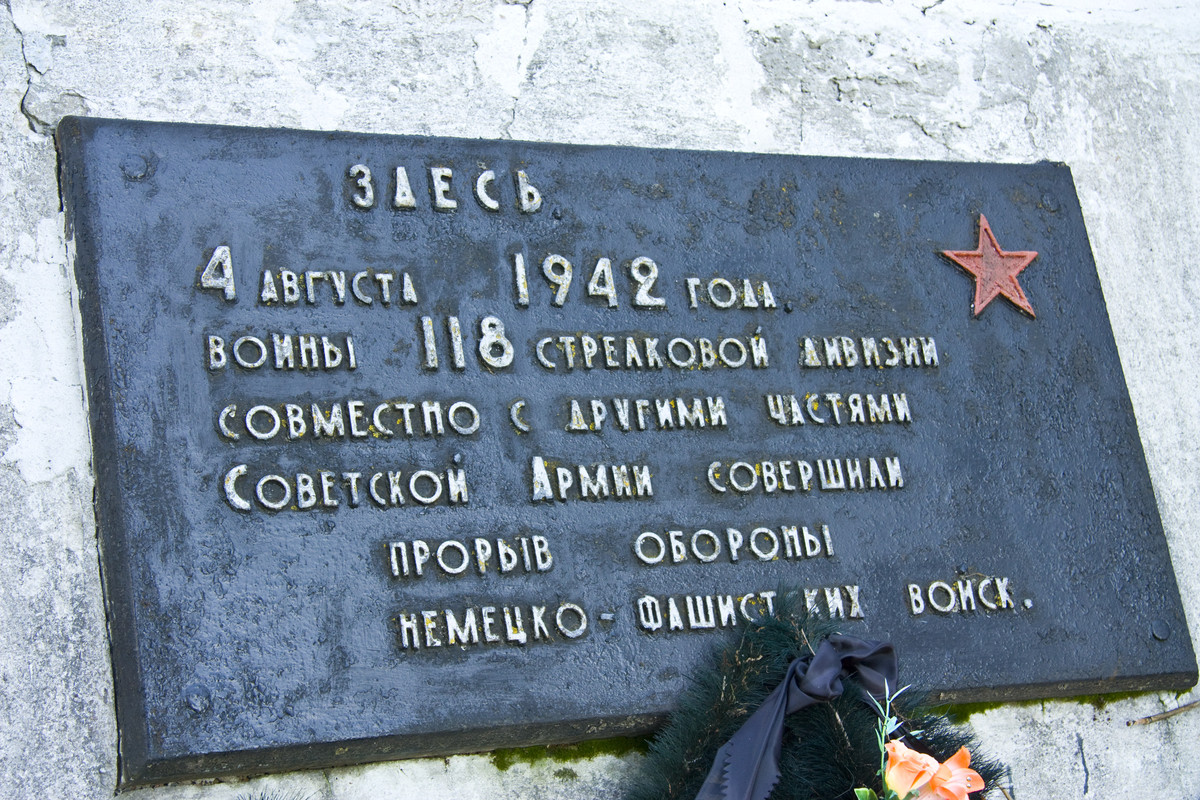 ЗДЕСЬ
4 АВГУСТА 1942 ГОДА.
ВОИНЫ 118 СТРЕЛКОВОЙ ДИВИЗИИ
СОВМЕСТНО С ДРУГИМИ ЧАСТЯМИ
СОВЕТСКОЙ АРМИИ СОВЕРШИЛИ
ПРОРЫВ ОБОРОНЫ
НЕМЕЦКО-ФАШИСТСКИХ ВОЙСК.